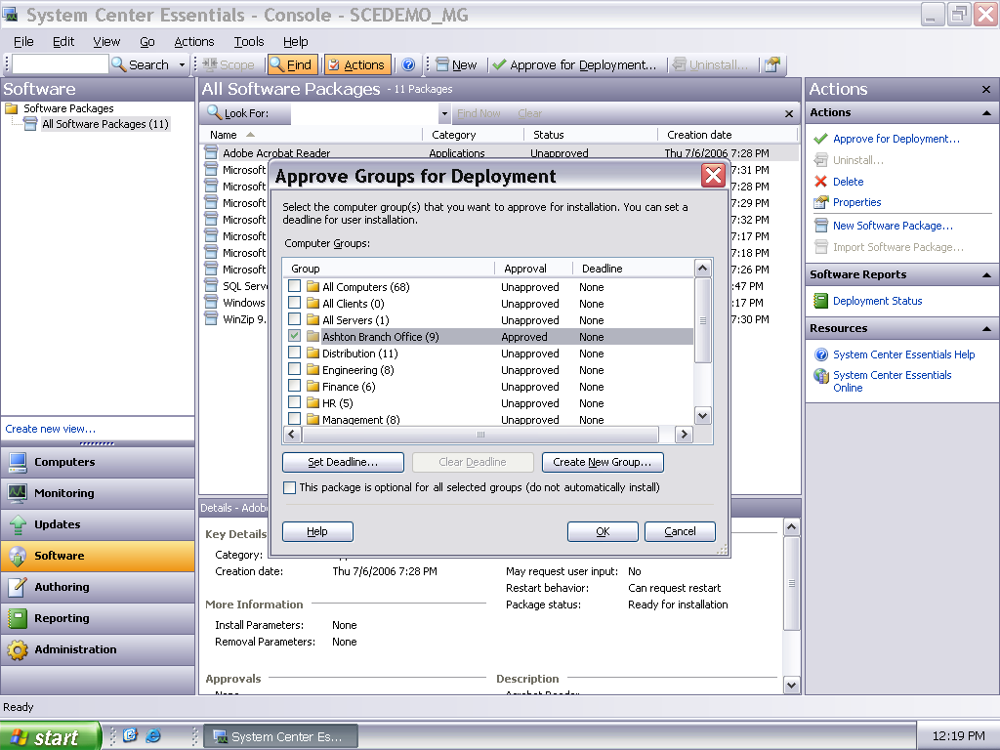 System Center Essentials - Console - SCEDEMO_MG
File Edit View Go Actions Tools Help
Search Scope Find Actions New Approve for Deployment... Uninstall...
Software
Software Packages
All Software Packages (11)
Create new view...
Computers
Monitoring
Updates
Software
Authoring
Reporting
Administration
All Software Packages - 11 Packages
Look For: Find Now Clear
Name Category Status Creation date
Adobe Acrobat Reader Applications Unapproved Thu 7/6/2006 7:28 PM
Microsoft 7:31 PM
Microsoft 7:28 PM
Microsoft 7:29 PM
Microsoft 7:32 PM
Microsoft 7:17 PM
Microsoft 7:18 PM
Microsoft 7:26 PM
SQL Serve :47 PM
Windows :17 PM
WinZip 9. 7:30 PM
Approve Groups for Deployment
Select the computer group(s) that you want to approve for installation. You can set a
deadline for user installation.
Computer Groups:
Group Approval Deadline
All Computers (68) Unapproved None
All Clients (0) Unapproved None
All Servers (1) Unapproved None
Ashton Branch Office (9) Approved None
Distribution (11) Unapproved None
Engineering (8) Unapproved None
Finance (6) Unapproved None
HR (5) Unapproved None
Management (8) Unapproved None
Set Deadline... Clear Deadline Create New Group...
This package is optional for all selected groups (do not automatically install)
Help OK Cancel
Details - Adob
Key Details
Category:
Creation date: Thu 7/6/2006 7:28 PM
More Information
Install Parameters: None
Removal Parameters: None
Approvals
None
May request user input: No
Restart behavior: Can request restart
Package status: Ready for installation
Description
Acrobat Reader
Actions
Actions
Approve for Deployment...
Uninstall...
Delete
Properties
New Software Package...
Import Software Package...
Software Reports
Deployment Status
Resources
System Center Essentials Help
System Center Essentials
Online
Ready
start System Center Es... 12:19 PM